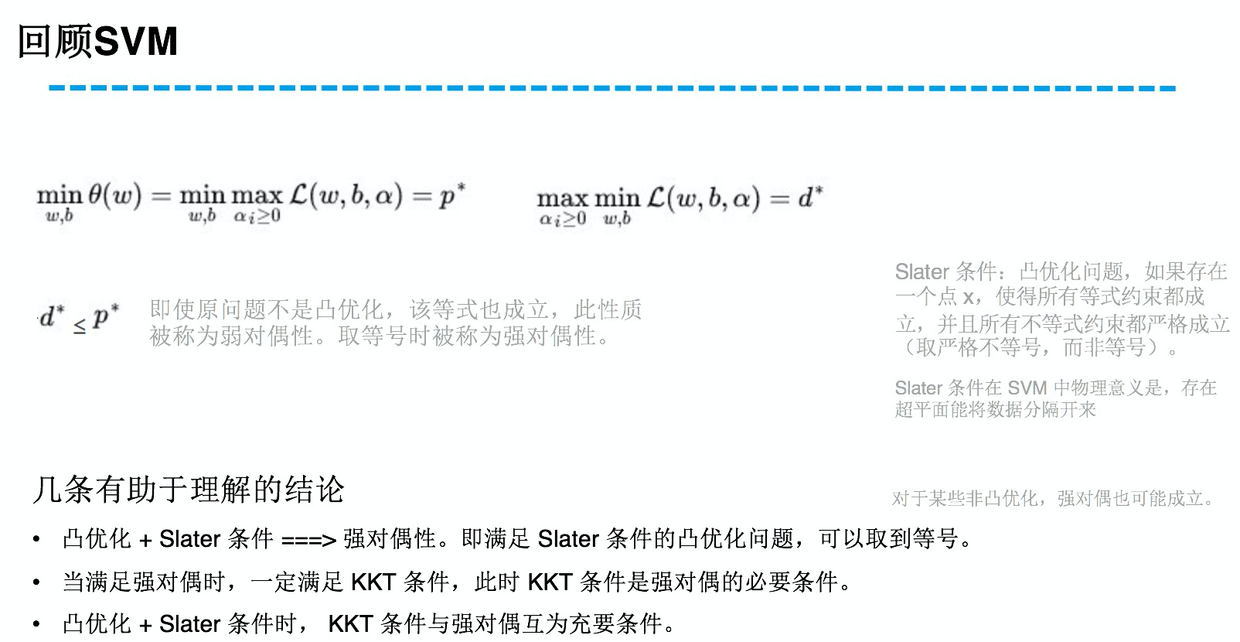 回顾SVM
min_{w,b} θ(w) = min_{w,b} max_{α_i≥0} ℒ(w, b, α) = p* max_{α_i≥0} min_{w,b} ℒ(w, b, α) = d*
d* ≤ p*
即使原问题不是凸优化，该等式也成立，此性质
被称为弱对偶性。取等号时被称为强对偶性。
Slater 条件：凸优化问题，如果存在
一个点 x，使得所有等式约束都成
立，并且所有不等式约束都严格成立
（取严格不等号，而非等号）。
Slater 条件在 SVM 中物理意义是，存在
超平面能将数据分隔开来
几条有助于理解的结论
对于某些非凸优化，强对偶也可能成立。
• 凸优化 + Slater 条件 ===> 强对偶性。即满足 Slater 条件的凸优化问题，可以取到等号。
• 当满足强对偶时，一定满足 KKT 条件，此时 KKT 条件是强对偶的必要条件。
• 凸优化 + Slater 条件时， KKT 条件与强对偶互为充要条件。